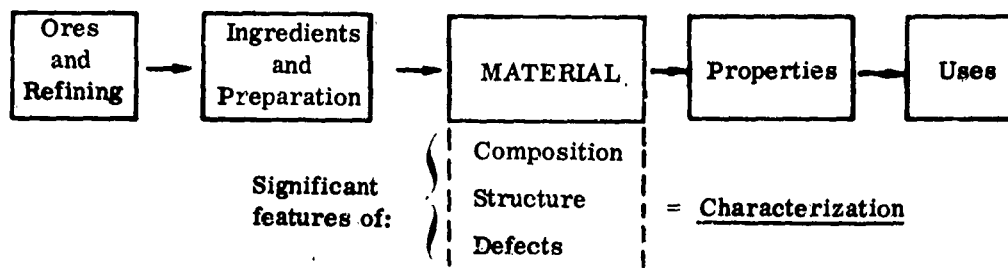 Ores
and
Refining
Ingredients
and
Preparation
MATERIAL
Properties
Uses
Significant
features of:
Composition
Structure
Defects
= Characterization